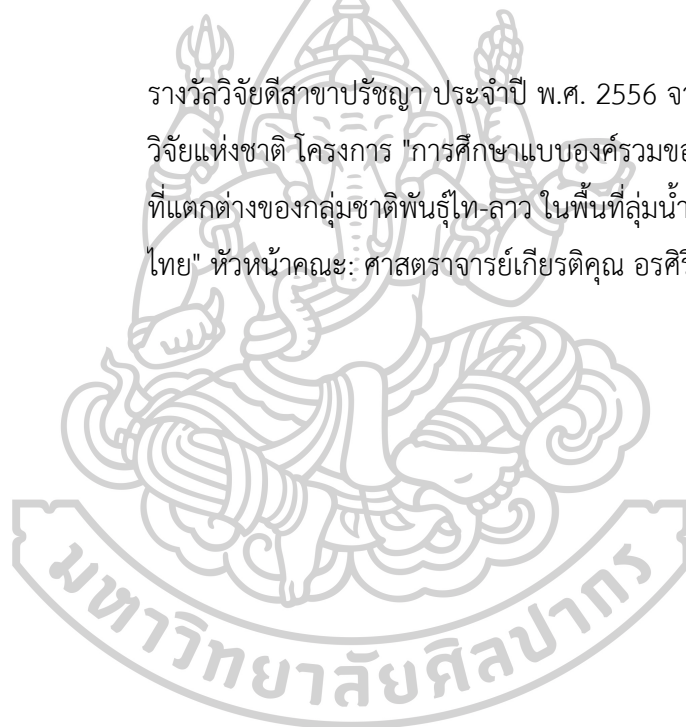 รางวัลวิจัยดีสาขาปรัชญา ประจำปี พ.ศ. 2556
วิจัยแห่งชาติ โครงการ "การศึกษาแบบองค์รวม
ที่แตกต่างของกลุ่มชาติพันธุ์ไท-ลาว ในพื้นที่ลุ่มน้ำ
ไทย" หัวหน้าคณะ: ศาสตราจารย์เกียรติคุณ
มหาวิทยาลัยศิลปากร